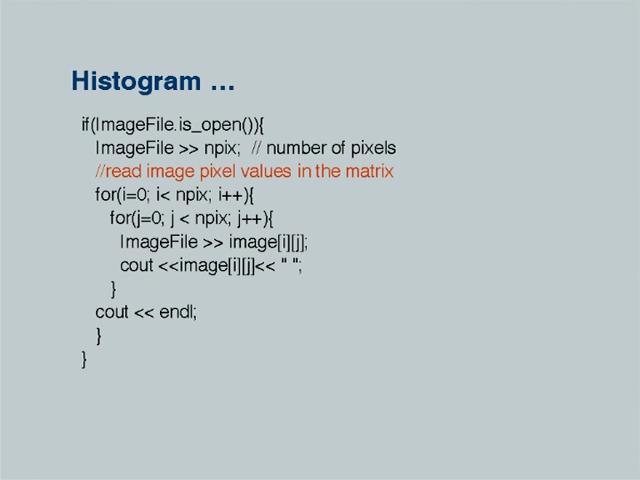 Histogram …
if(ImageFile.is_open()){
ImageFile >> npix; // number of pixels
//read image pixel values in the matrix
for(i=0; i< npix; i++){
for(j=0; j < npix; j++){
ImageFile >> image[i][j];
cout <<image[i][j]<< " ";
}
cout << endl;
}
}